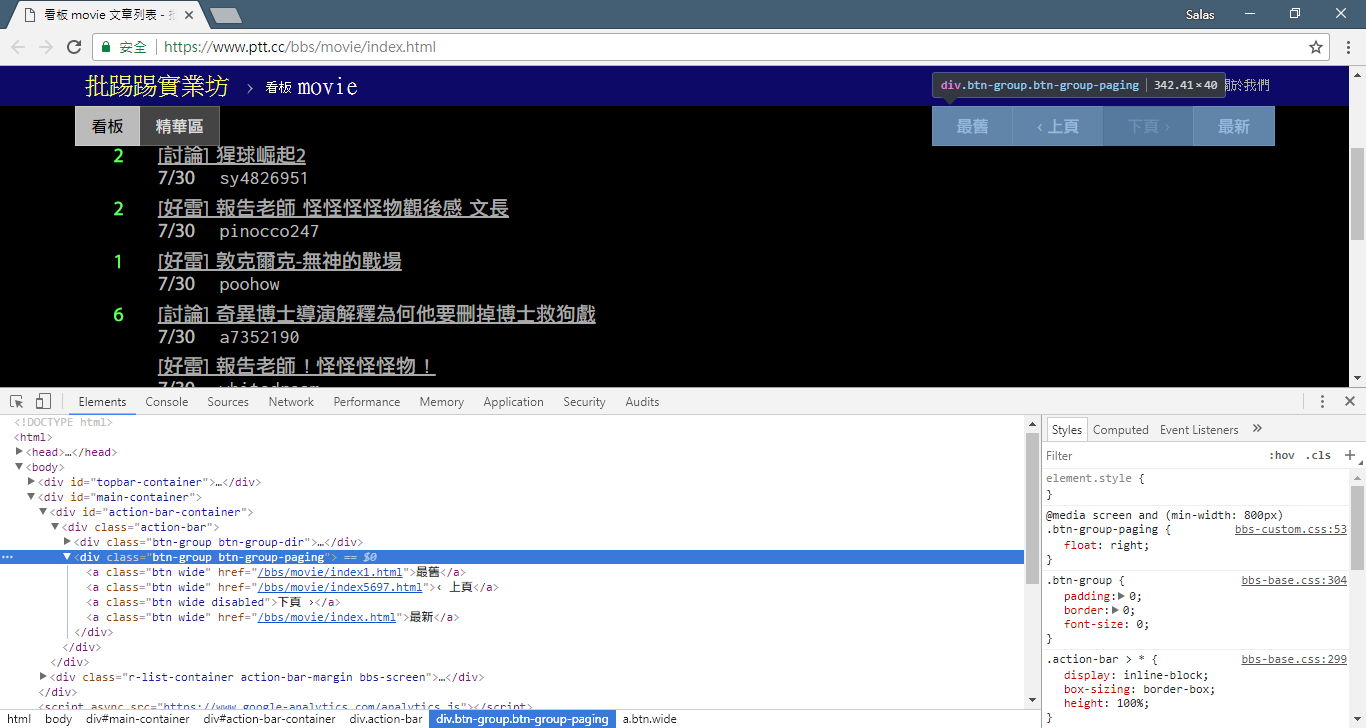 看板 movie 文章列表 - 批
Salas
安全 https://www.ptt.cc/bbs/movie/index.html
批踢踢實業坊 › 看板 movie
div.btn-group.btn-group-paging 342.41×40 關於我們
看板 精華區 最舊 ‹ 上頁 下頁 › 最新
2 [討論] 猩球崛起2
7/30 sy4826951
2 [好雷] 報告老師 怪怪怪怪物觀後感 文長
7/30 pinocco247
1 [好雷] 敦克爾克-無神的戰場
7/30 poohow
6 [討論] 奇異博士導演解釋為何他要刪掉博士救狗戲
7/30 a7352190
[好雷] 報告老師！怪怪怪怪物！
7/30
Elements Console Sources Network Performance Memory Application Security Audits
<!DOCTYPE html>
<html>
<head>…</head>
<body>
<div id="topbar-container">…</div>
<div id="main-container">
<div id="action-bar-container">
<div class="action-bar">
<div class="btn-group btn-group-dir">…</div>
<div class="btn-group btn-group-paging"> == $0
<a class="btn wide" href="/bbs/movie/index1.html">最舊</a>
<a class="btn wide" href="/bbs/movie/index5697.html">‹ 上頁</a>
<a class="btn wide disabled">下頁 ›</a>
<a class="btn wide" href="/bbs/movie/index.html">最新</a>
</div>
</div>
</div>
<div class="r-list-container action-bar-margin bbs-screen">…</div>
</div>
<script async src="https://www.google-analytics.com/analytics.js"></script>
html body div#main-container div#action-bar-container div.action-bar div.btn-group.btn-group-paging a.btn.wide
Styles Computed Event Listeners »
Filter :hov .cls +
element.style {
}
@media screen and (min-width: 800px)
.btn-group-paging { bbs-custom.css:53
float: right;
}
.btn-group { bbs-base.css:304
padding: 0;
border: 0;
font-size: 0;
}
.action-bar > * { bbs-base.css:299
display: inline-block;
box-sizing: border-box;
height: 100%;
}